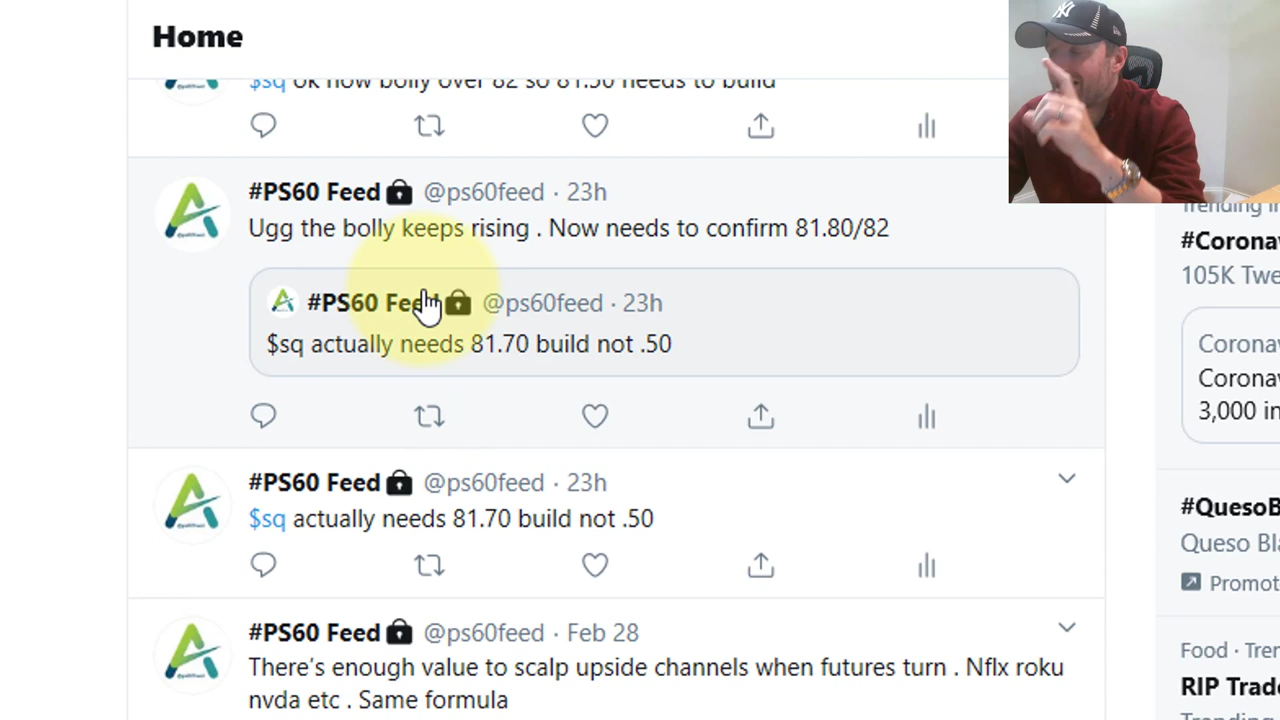 Home
$sq ok now bolly over 82 so 81.50 needs to build
#PS60 Feed @ps60feed · 23h
Ugg the bolly keeps rising . Now needs to confirm 81.80/82
#PS60 Feed @ps60feed · 23h
$sq actually needs 81.70 build not .50
#PS60 Feed @ps60feed · 23h
$sq actually needs 81.70 build not .50
#PS60 Feed @ps60feed · Feb 28
There's enough value to scalp upside channels when futures turn . Nflx roku
nvda etc . Same formula
Trending in
#Corona
105K Twe
Corona
Corona
3,000 in
#QuesoB
Queso Bl
Promot
Food · Tren
RIP Trad
Trending